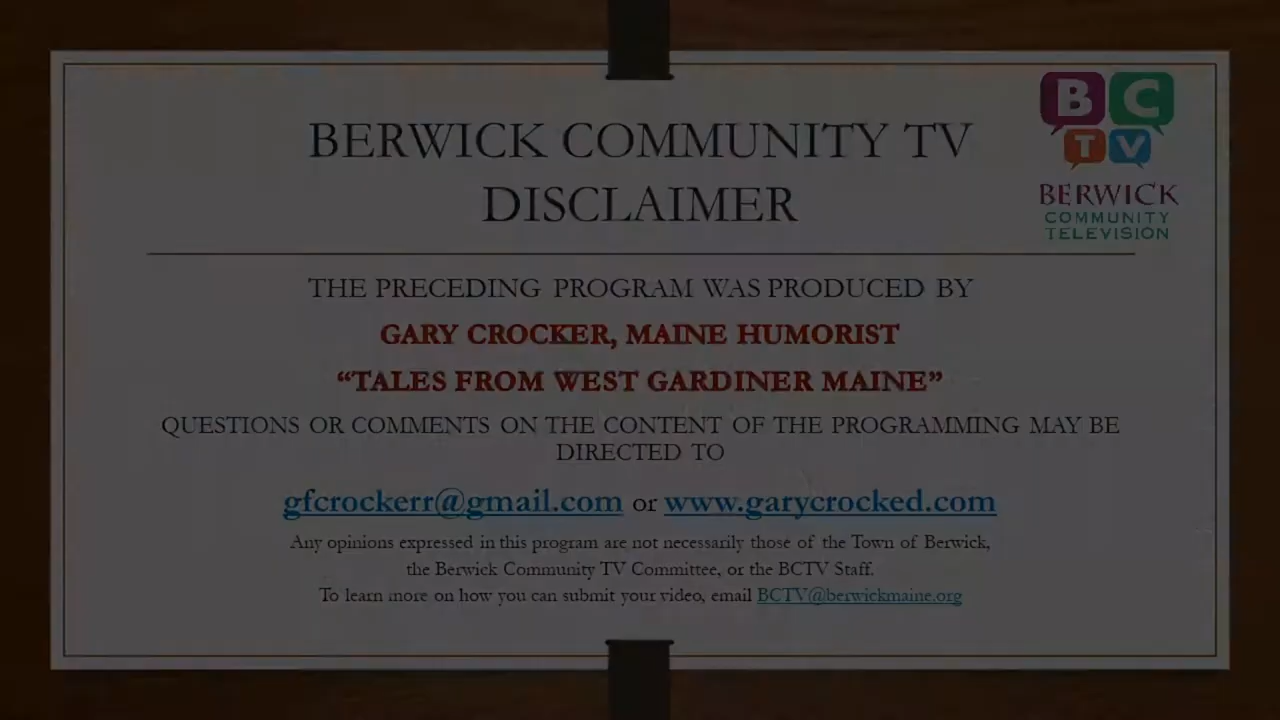 BERWICK COMMUNITY TV
DISCLAIMER
B C
T V
BERWICK
COMMUNITY
TELEVISION
THE PRECEDING PROGRAM WAS PRODUCED BY
GARY CROCKER, MAINE HUMORIST
“TALES FROM WEST GARDINER MAINE”
QUESTIONS OR COMMENTS ON THE CONTENT OF THE PROGRAMMING MAY BE
DIRECTED TO
gfcrockerr@gmail.com or www.garycrocked.com
Any opinions expressed in this program are not necessarily those of the Town of Berwick,
the Berwick Community TV Committee, or the BCTV Staff.
To learn more on how you can submit your video, email BCTV@berwickmaine.org